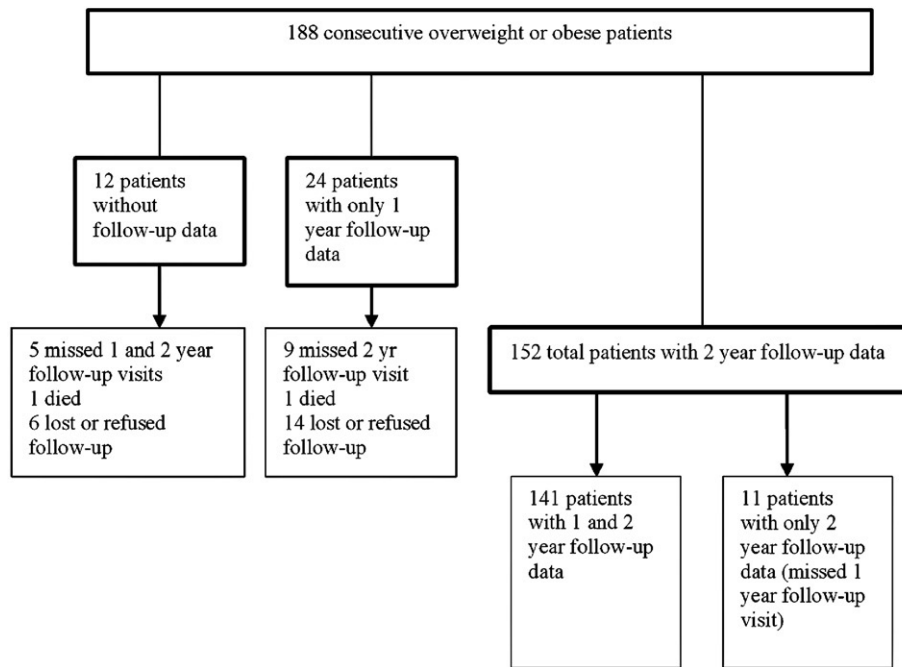 188 consecutive overweight or obese patients
12 patients
without
follow-up data
24 patients
with only 1
year follow-up
data
5 missed 1 and 2 year
follow-up visits
1 died
6 lost or refused
follow-up
9 missed 2 yr
follow-up visit
1 died
14 lost or refused
follow-up
152 total patients with 2 year follow-up data
141 patients
with 1 and 2
year follow-up
data
11 patients
with only 2
year follow-up
data (missed 1
year follow-up
visit)